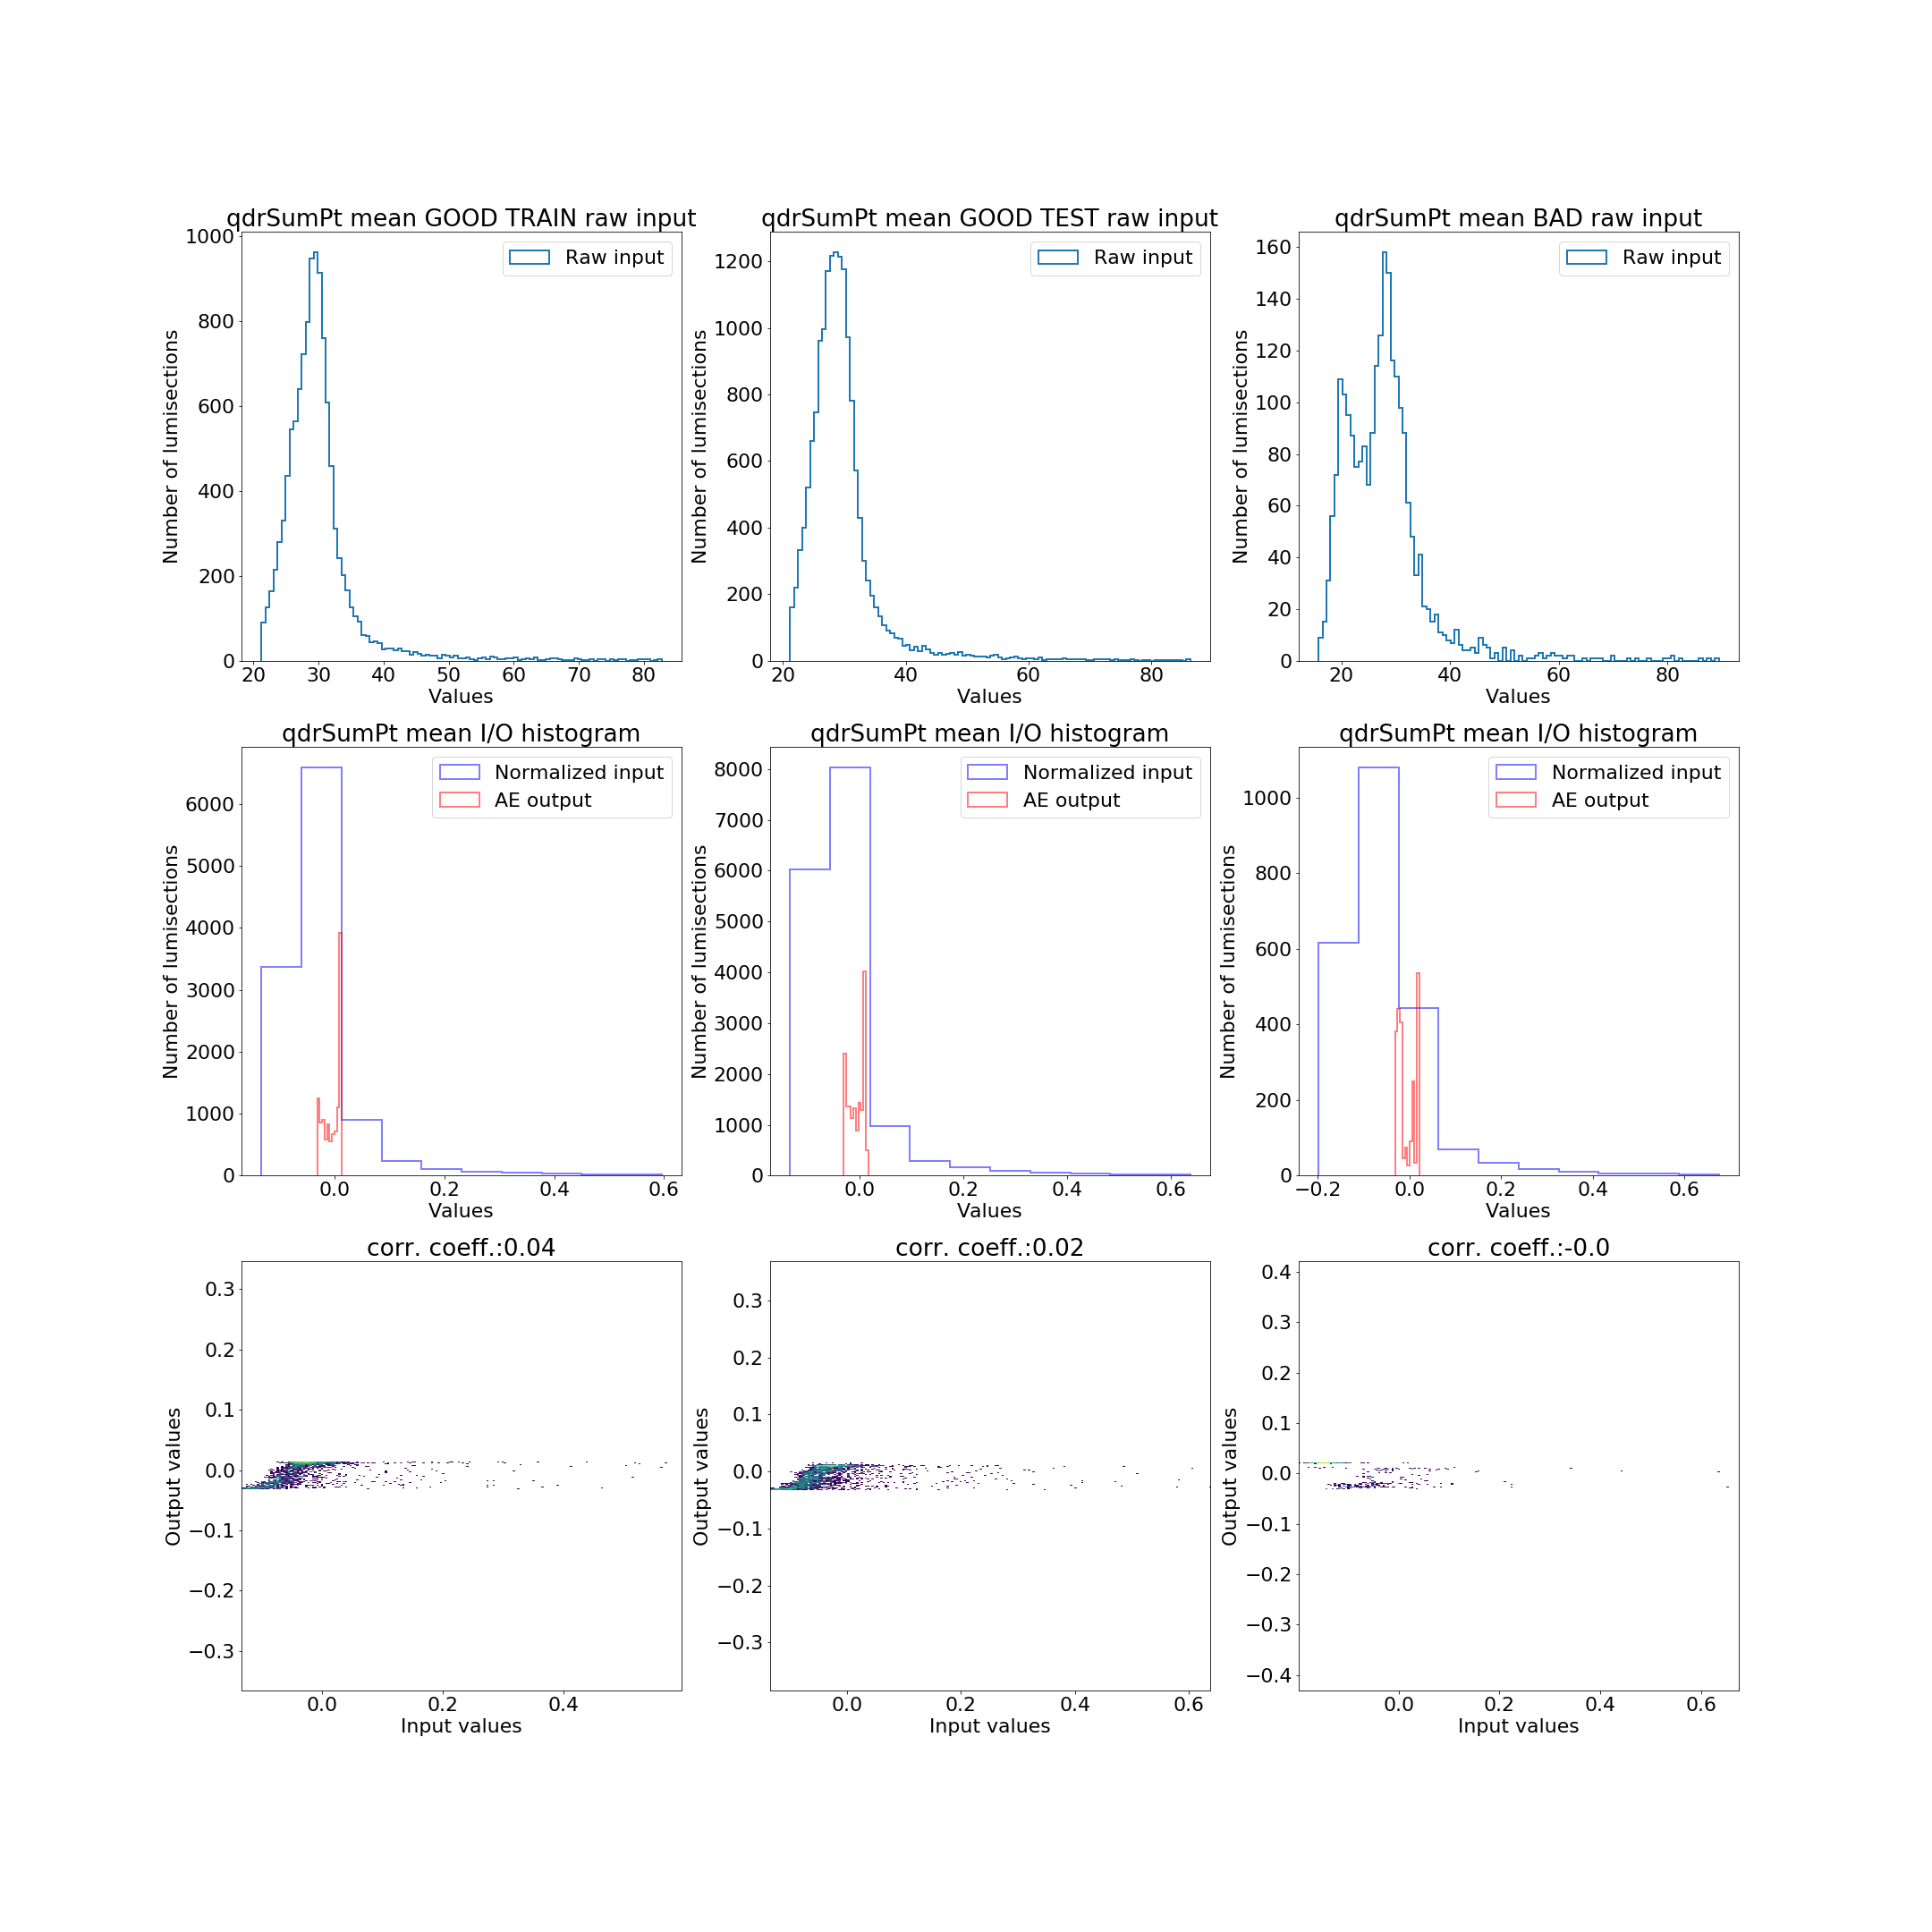 qdrSumPt mean GOOD TRAIN raw input
Number of lumisections
1000
800
600
400
200
0
Raw input
20 30 40 50 60 70 80
Values
qdrSumPt mean GOOD TEST raw input
Number of lumisections
1200
1000
800
600
400
200
0
Raw input
20 40 60 80
Values
qdrSumPt mean BAD raw input
Number of lumisections
160
140
120
100
80
60
40
20
0
Raw input
20 40 60 80
Values
qdrSumPt mean I/O histogram
Number of lumisections
6000
5000
4000
3000
2000
1000
0
Normalized input
AE output
0.0 0.2 0.4 0.6
Values
qdrSumPt mean I/O histogram
Number of lumisections
8000
7000
6000
5000
4000
3000
2000
1000
0
Normalized input
AE output
0.0 0.2 0.4 0.6
Values
qdrSumPt mean I/O histogram
Number of lumisections
1000
800
600
400
200
0
Normalized input
AE output
−0.2 0.0 0.2 0.4 0.6
Values
corr. coeff.:0.04
Output values
0.3
0.2
0.1
0.0
−0.1
−0.2
−0.3
0.0 0.2 0.4
Input values
corr. coeff.:0.02
Output values
0.3
0.2
0.1
0.0
−0.1
−0.2
−0.3
0.0 0.2 0.4 0.6
Input values
corr. coeff.:-0.0
Output values
0.4
0.3
0.2
0.1
0.0
−0.1
−0.2
−0.3
−0.4
0.0 0.2 0.4 0.6
Input values